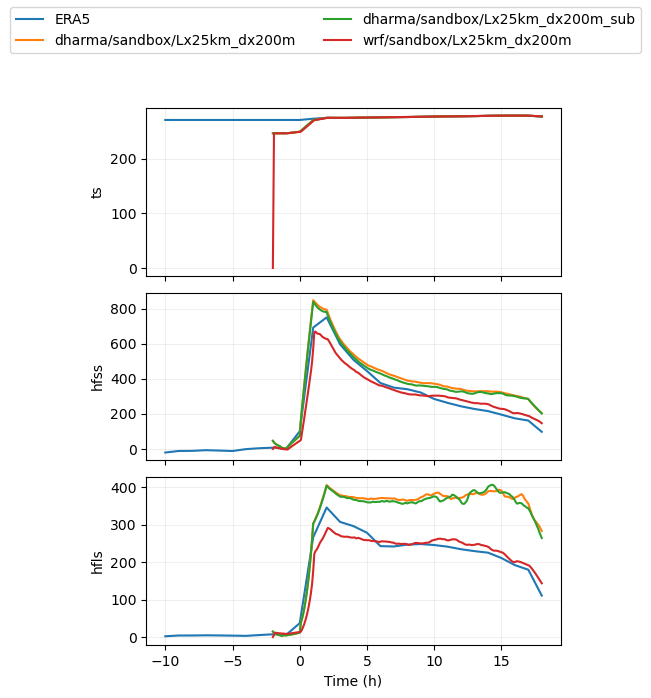 ERA5
dharma/sandbox/Lx25km_dx200m
dharma/sandbox/Lx25km_dx200m_sub
wrf/sandbox/Lx25km_dx200m
ts
200
100
0
hfss
800
600
400
200
0
hfls
400
300
200
100
0
−10 −5 0 5 10 15
Time (h)